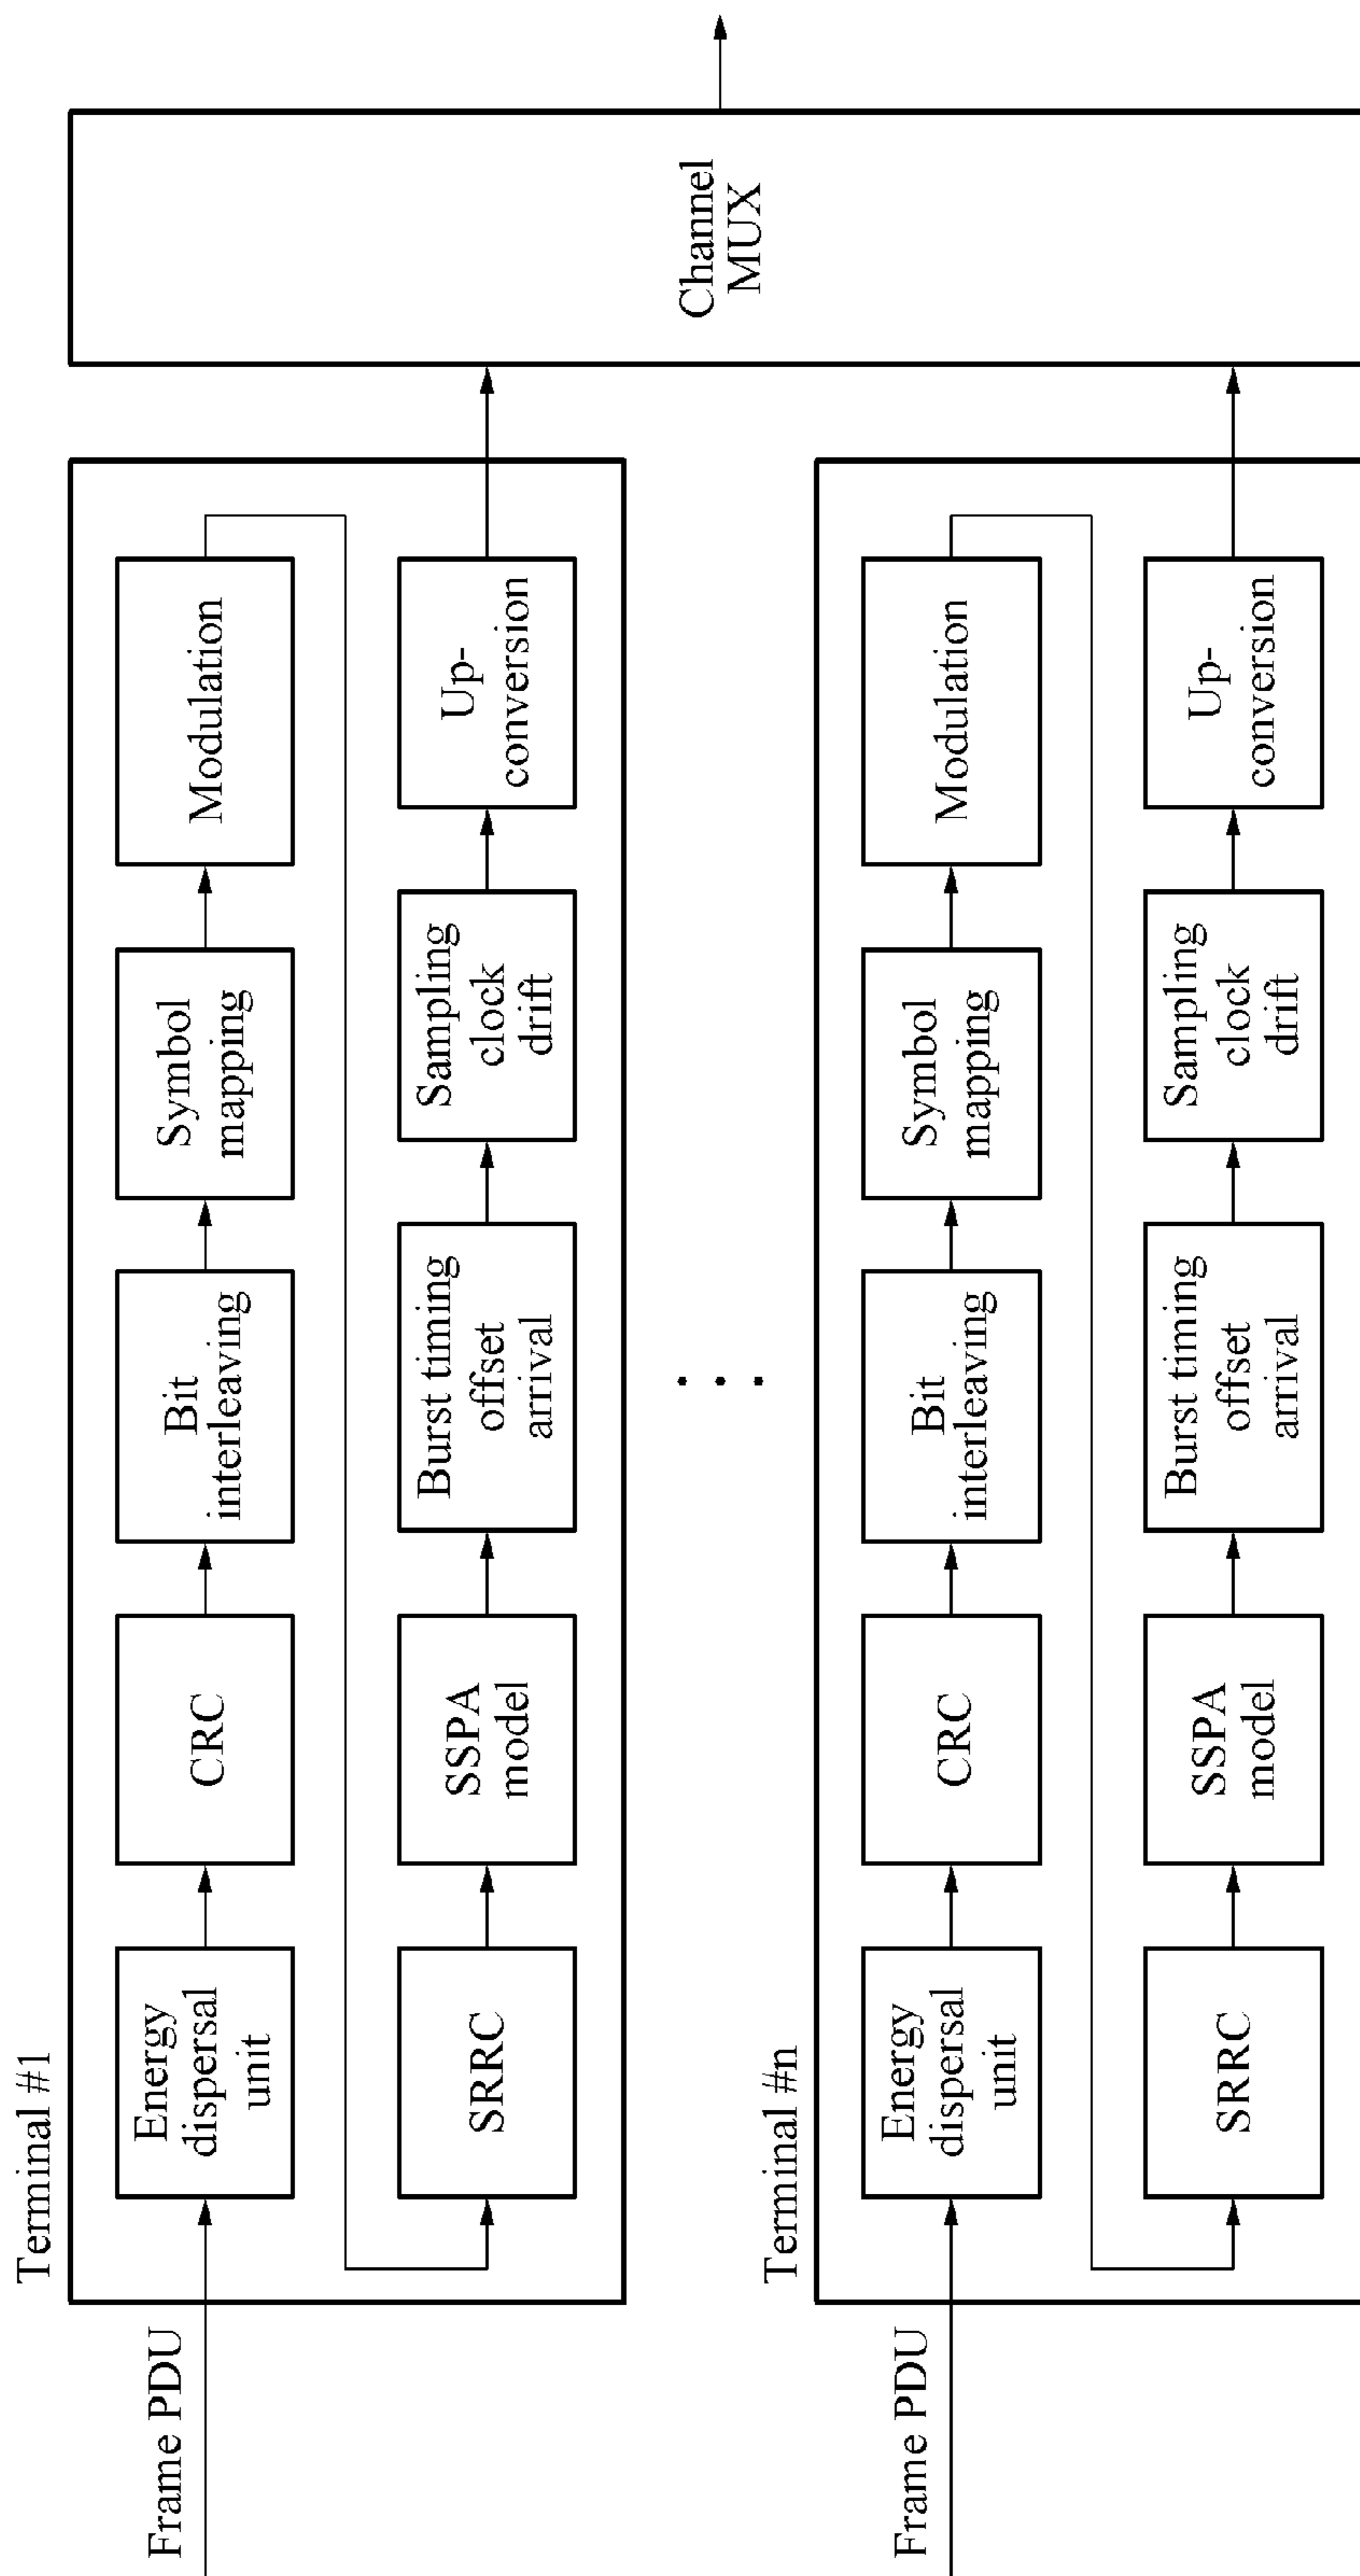 Terminal #1
Frame PDU
Energy
dispersal
unit
CRC
Bit
interleaving
Symbol
mapping
Modulation
SRRC
SSPA
model
Burst timing
offset
arrival
Sampling
clock
drift
Up-
conversion
Channel
MUX
Terminal #n
Frame PDU
Energy
dispersal
unit
CRC
Bit
interleaving
Symbol
mapping
Modulation
SRRC
SSPA
model
Burst timing
offset
arrival
Sampling
clock
drift
Up-
conversion